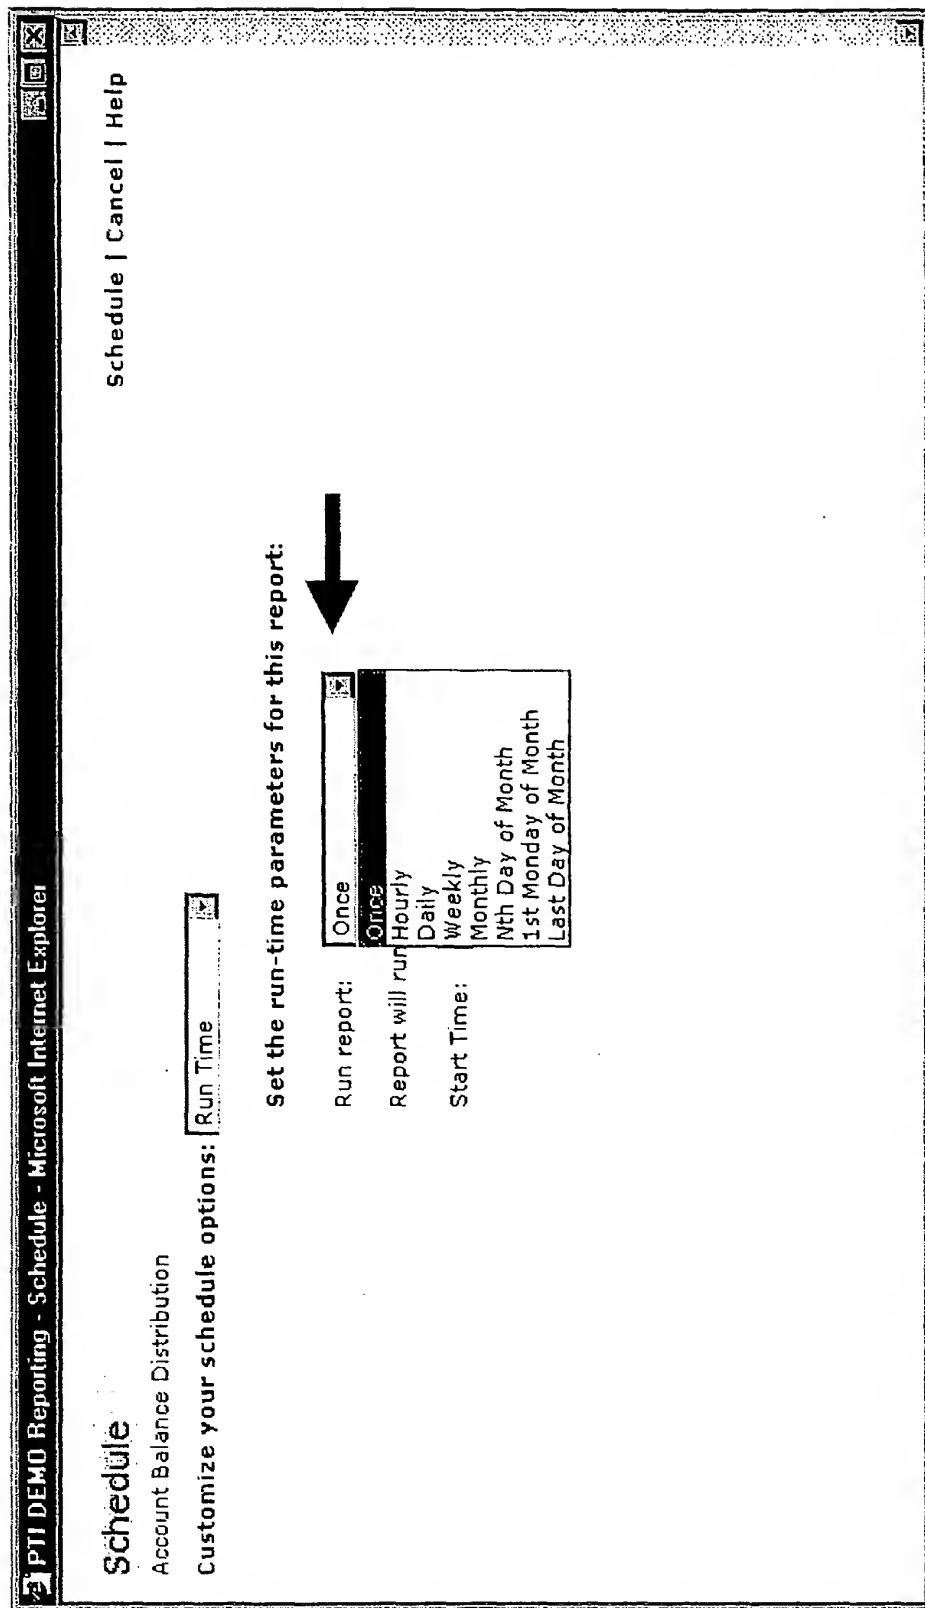 PTI DEMO Reporting - Schedule - Microsoft Internet Explorer
Schedule | Cancel | Help
Schedule
Account Balance Distribution
Customize your schedule options: Run Time
Set the run-time parameters for this report:
Run report: Once
Once
Report will run Hourly
Daily
Start Time: Weekly
Monthly
Nth Day of Month
1st Monday of Month
Last Day of Month